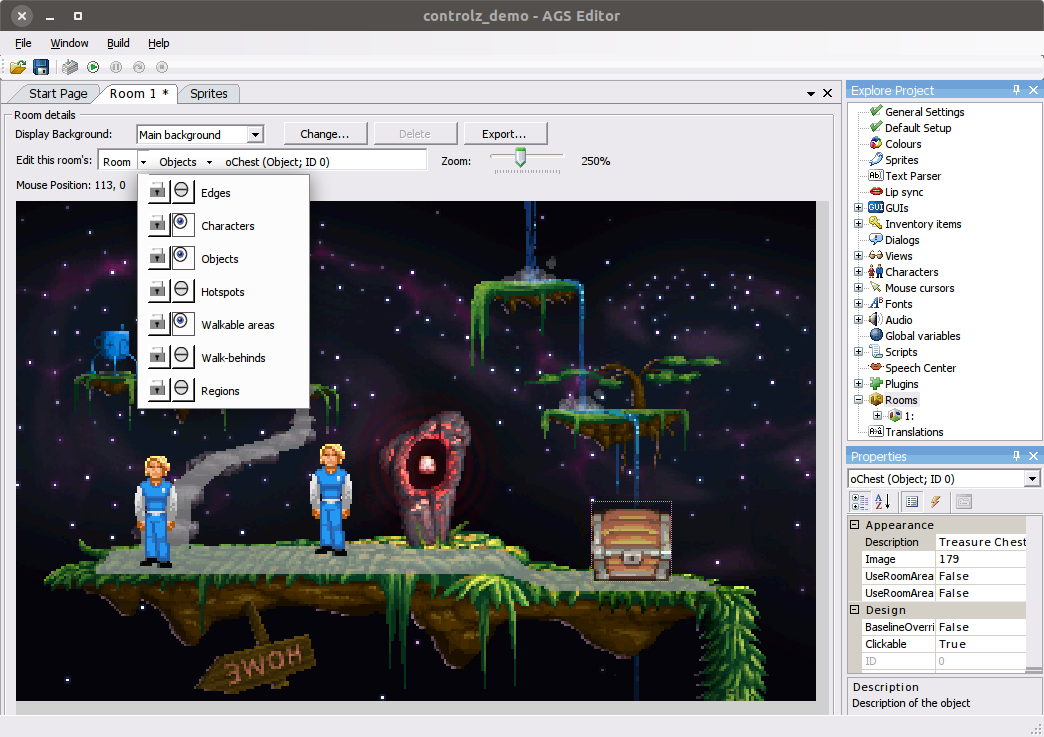 controlz_demo - AGS Editor
File Window Build Help
Start Page Room 1 * Sprites
Room details
Display Background: Main background Change... Delete Export...
Edit this room's: Room Objects oChest (Object; ID 0) Zoom: 250%
Mouse Position: 113, 0
Edges
Characters
Objects
Hotspots
Walkable areas
Walk-behinds
Regions
HOME
Explore Project
General Settings
Default Setup
Colours
Sprites
Ab Text Parser
Lip sync
GUI GUIs
Inventory items
Dialogs
Views
Characters
Mouse cursors
Fonts
Audio
Global variables
Scripts
Speech Center
Plugins
Rooms
1:
Translations
Properties
oChest (Object; ID 0)
Appearance
Description Treasure Chest
Image 179
UseRoomArea False
UseRoomArea False
Design
BaselineOverri False
Clickable True
ID 0
Description
Description of the object